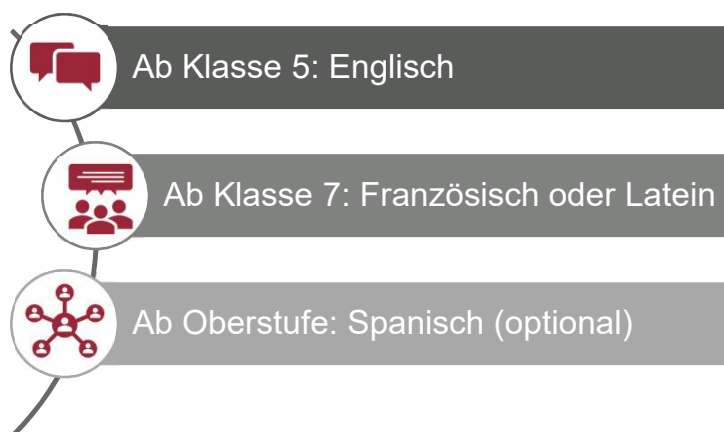 Ab Klasse 5: Englisch
Ab Klasse 7: Französisch oder Latein
Ab Oberstufe: Spanisch (optional)